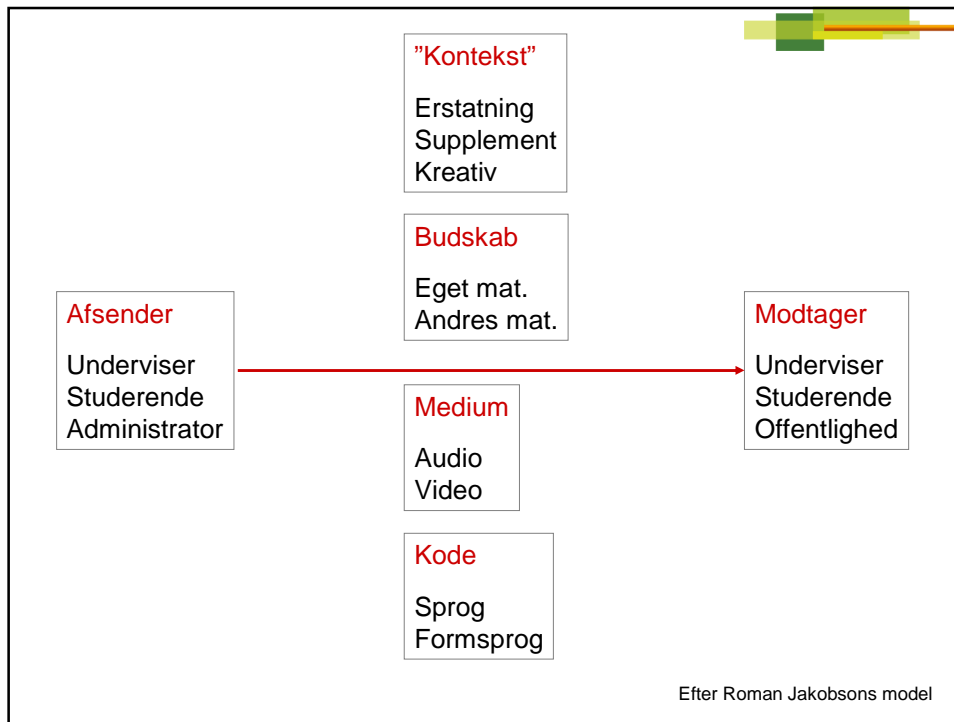 ”Kontekst”
Erstatning
Supplement
Kreativ
Budskab
Eget mat.
Andres mat.
Afsender
Underviser
Studerende
Administrator
Modtager
Underviser
Studerende
Offentlighed
Medium
Audio
Video
Kode
Sprog
Formsprog
Efter Roman Jakobsons model